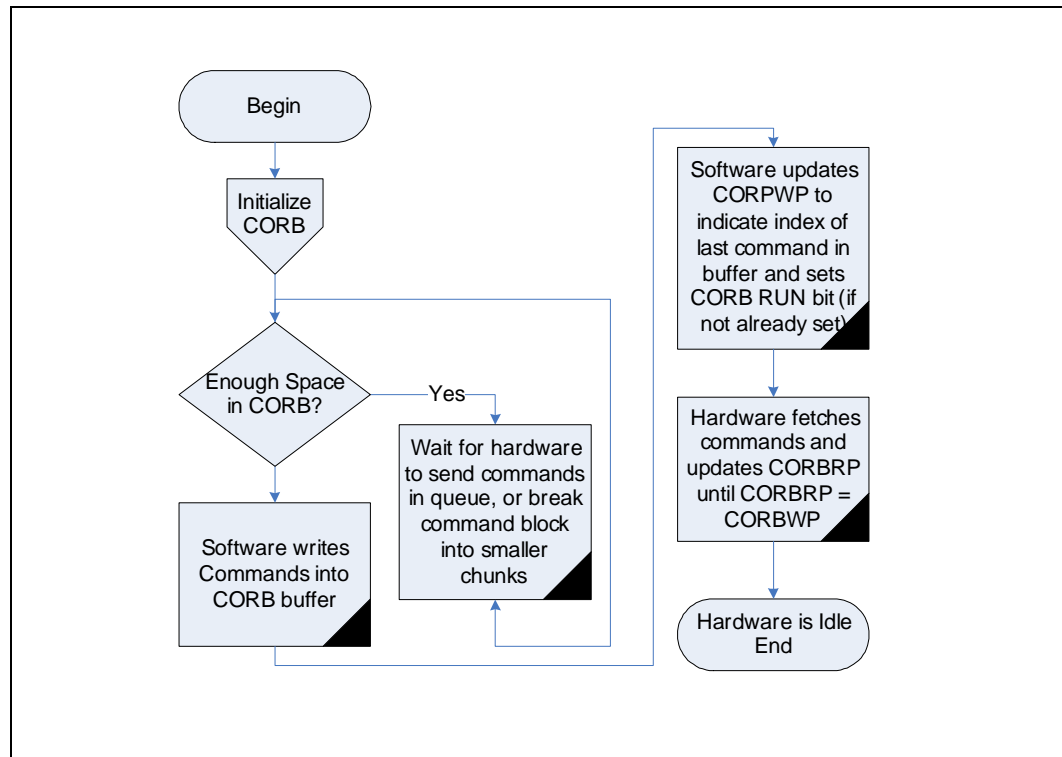 Begin
Initialize
CORB
Enough Space
in CORB?
Yes
Wait for hardware
to send commands
in queue, or break
command block
into smaller
chunks
Software writes
Commands into
CORB buffer
Software updates
CORPWP to
indicate index of
last command in
buffer and sets
CORB RUN bit (if
not already set)
Hardware fetches
commands and
updates CORBRP
until CORBRP =
CORBWP
Hardware is Idle
End